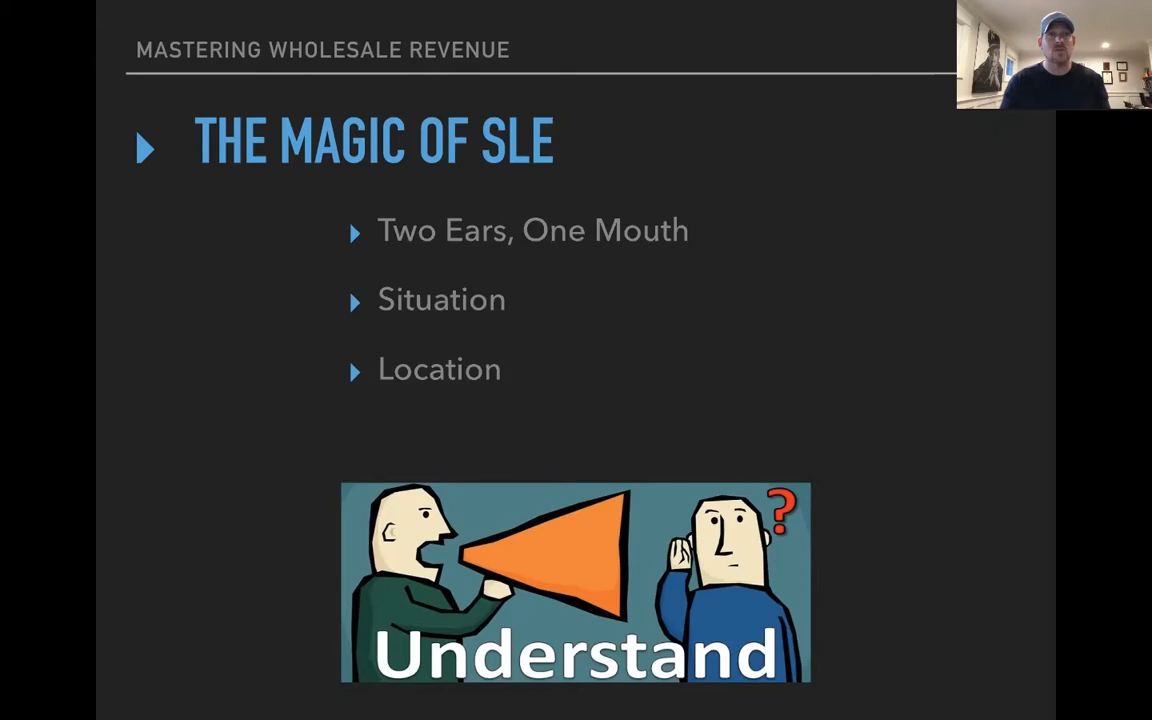 MASTERING WHOLESALE REVENUE
THE MAGIC OF SLE
Two Ears, One Mouth
Situation
Location
?
Understand